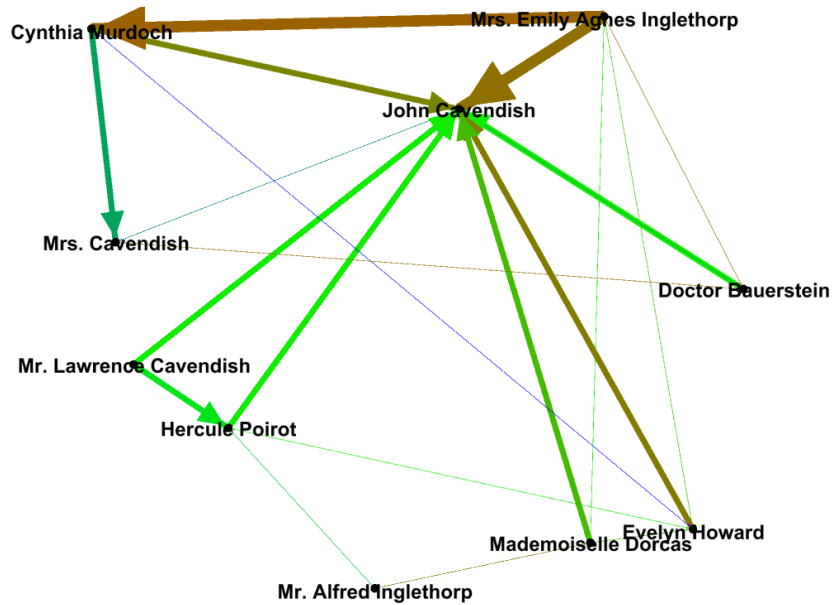 Mrs. Emily Agnes Inglethorp
Cynthia Murdoch
John Cavendish
Mrs. Cavendish
Doctor Bauerstein
Mr. Lawrence Cavendish
Hercule Poirot
Evelyn Howard
Mademoiselle Dorcas
Mr. Alfred Inglethorp